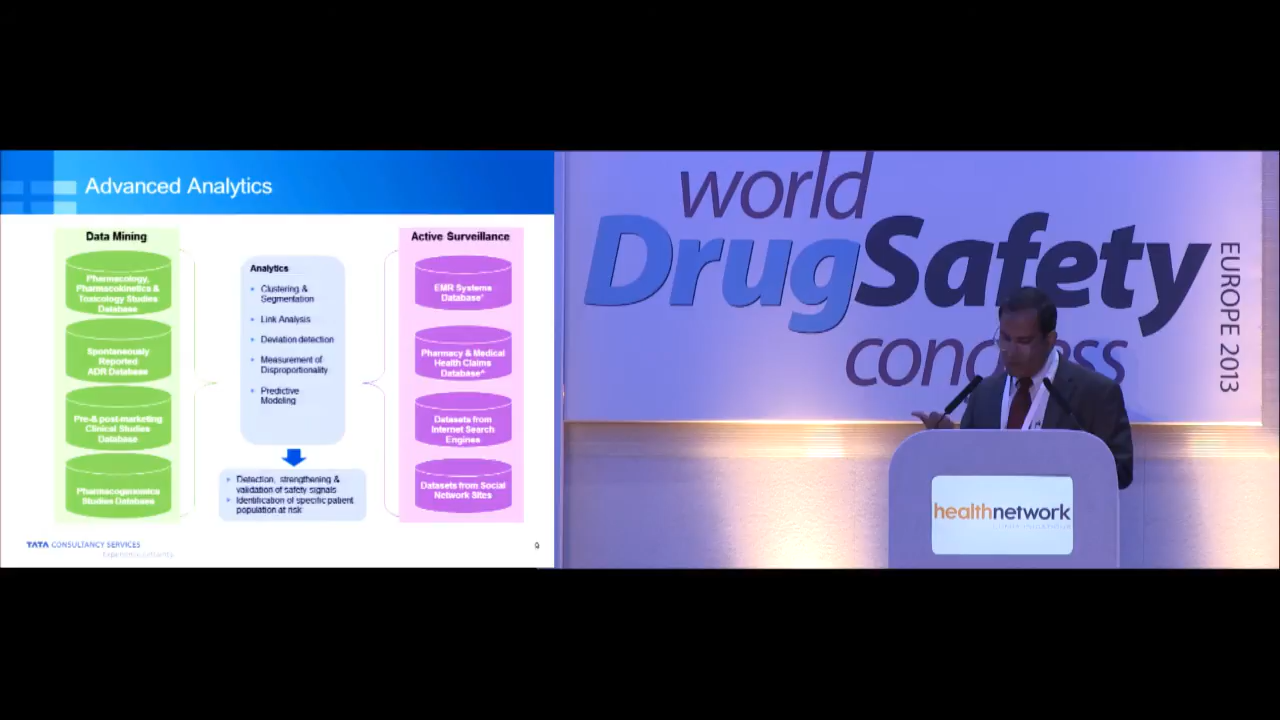 Advanced Analytics
Data Mining
Pharmacology,
Pharmacokinetics &
Toxicology Studies
Database
Spontaneously
Reported
ADR Database
Pre-& post-marketing
Clinical Studies
Database
Pharmacogenomics
Studies Database
Analytics
Clustering &
Segmentation
Link Analysis
Deviation detection
Measurement of
Disproportionality
Predictive
Modeling
Detection, strengthening &
validation of safety signals
Identification of specific patient
population at risk
Active Surveillance
EMR Systems
Database*
Pharmacy & Medical
Health Claims
Database^
Datasets from
Internet Search
Engines
Datasets from Social
Network Sites
TATA CONSULTANCY SERVICES
Experience certainty.
9
world
DrugSafety
congress
EUROPE 2013
healthnetwork